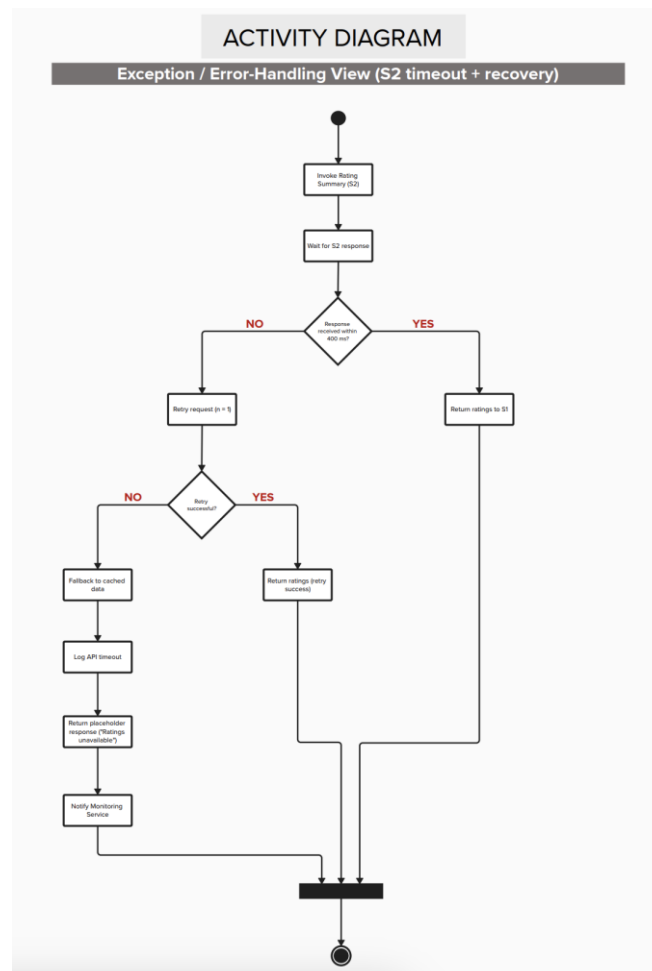 ACTIVITY DIAGRAM
Exception / Error-Handling View (S2 timeout + recovery)
Invoke Rating
Summary (S2)
Wait for S2 response
Response
received within
400 ms?
NO
YES
Retry request (n = 1)
Return ratings to S1
Retry
successful?
NO
YES
Fallback to cached
data
Return ratings (retry
success)
Log API timeout
Return placeholder
response ("Ratings
unavailable")
Notify Monitoring
Service